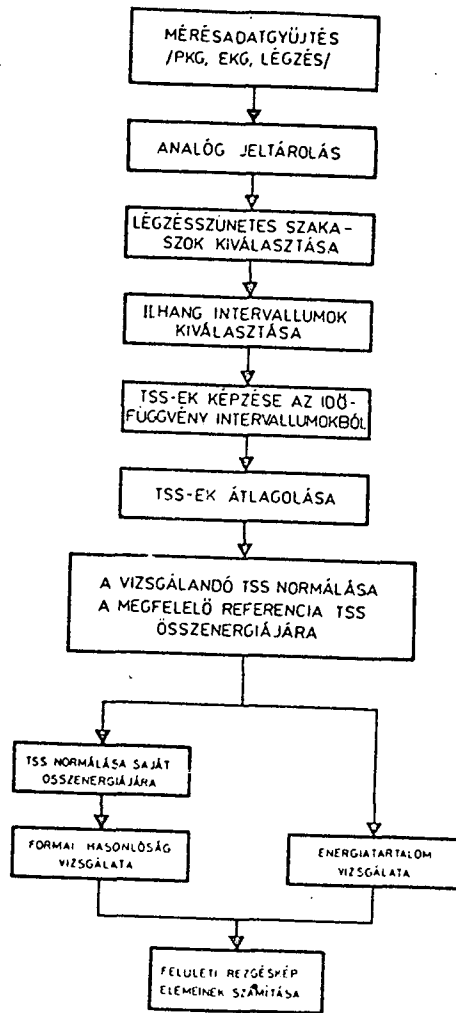 MÉRÉSADATGYÜJTÉS
/PKG, EKG, LÉGZÉS/
ANALÓG JELTÁROLÁS
LÉGZÉSSZÜNETES SZAKA-
SZOK KIVÁLASZTÁSA
IIHANG INTERVALLUMOK
KIVÁLASZTÁSA
TSS-EK KÉPZÉSE AZ IDŐ-
FÜGGVÉNY INTERVALLUMOKBÓL
TSS-EK ÁTLAGOLÁSA
A VIZSGÁLANDÓ TSS NORMÁLÁSA
A MEGFELELŐ REFERENCIA TSS
ÖSSZENERGIÁJÁRA
TSS NORMÁLÁSA SAJÁT
ÖSSZENERGIÁJÁRA
FORMAI HASONLÓSÁG
VIZSGÁLATA
ENERGIATARTALOM
VIZSGÁLATA
FELÜLETI REZGÉSKÉP
ELEMEINEK SZÁMÍTÁSA